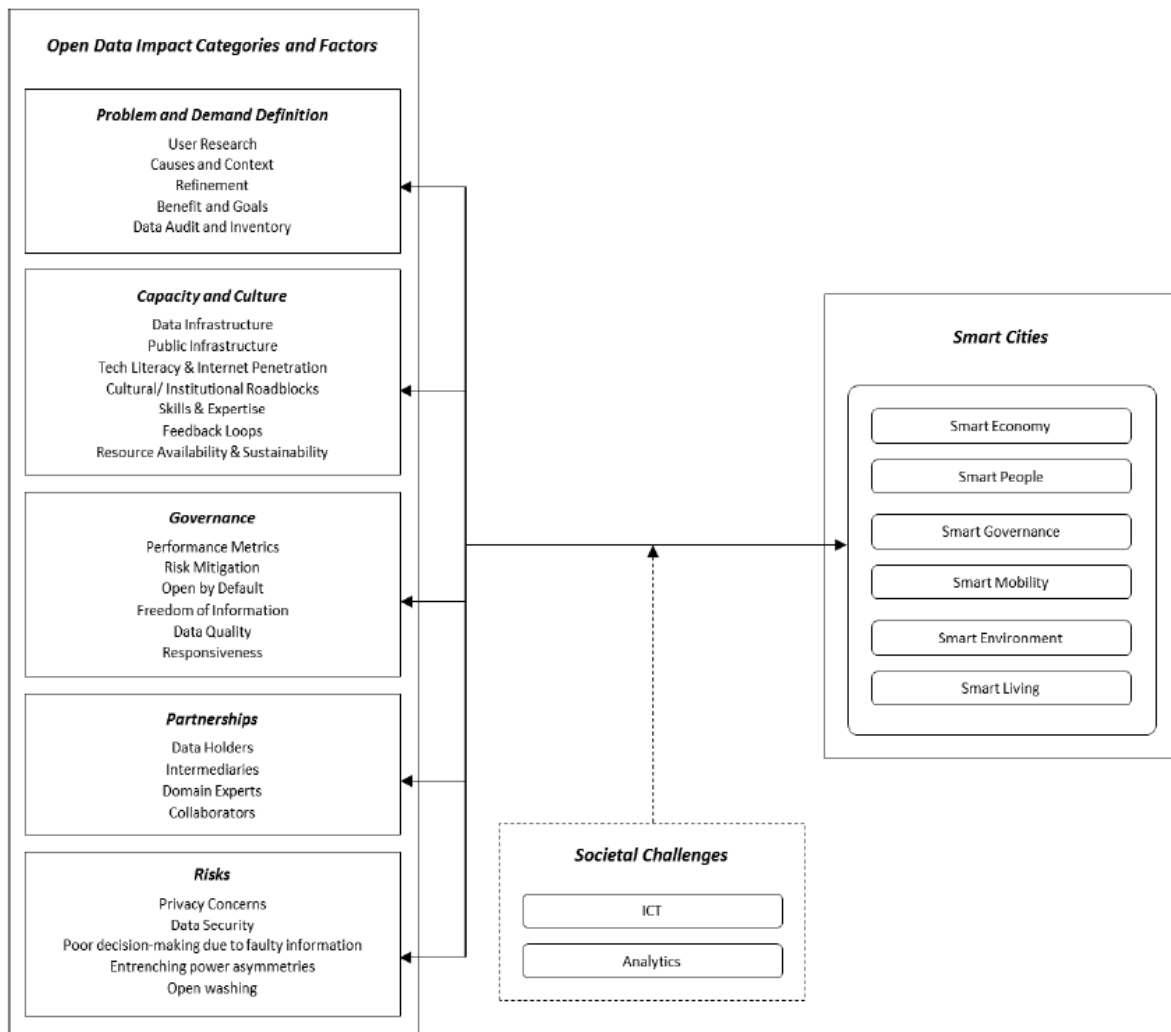 Open Data Impact Categories and Factors
Problem and Demand Definition
User Research
Causes and Context
Refinement
Benefit and Goals
Data Audit and Inventory
Capacity and Culture
Data Infrastructure
Public Infrastructure
Tech Literacy & Internet Penetration
Cultural/ Institutional Roadblocks
Skills & Expertise
Feedback Loops
Resource Availability & Sustainability
Governance
Performance Metrics
Risk Mitigation
Open by Default
Freedom of Information
Data Quality
Responsiveness
Partnerships
Data Holders
Intermediaries
Domain Experts
Collaborators
Risks
Privacy Concerns
Data Security
Poor decision-making due to faulty information
Entrenching power asymmetries
Open washing
Societal Challenges
ICT
Analytics
Smart Cities
Smart Economy
Smart People
Smart Governance
Smart Mobility
Smart Environment
Smart Living